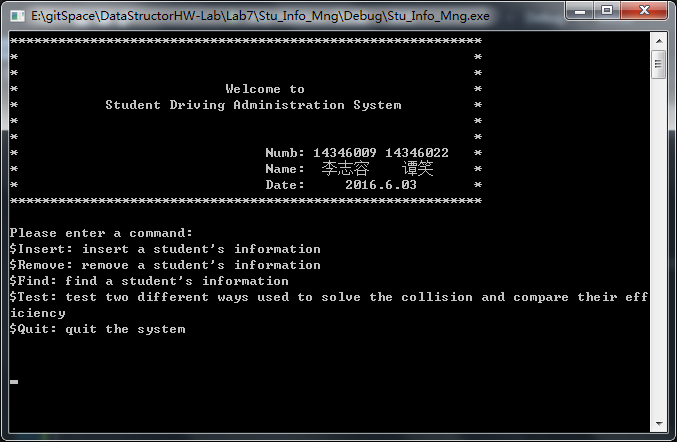 E:\gitSpace\DataStructorHW-Lab\Lab7\Stu_Info_Mng\Debug\Stu_Info_Mng.exe
***********************************************************
* *
* *
* Welcome to *
* Student Driving Administration System *
* *
* *
* Numb: 14346009 14346022 *
* Name: 李志容 谭笑 *
* Date: 2016.6.03 *
***********************************************************
Please enter a command:
$Insert: insert a student's information
$Remove: remove a student's information
$Find: find a student's information
$Test: test two different ways used to solve the collision and compare their eff
iciency
$Quit: quit the system